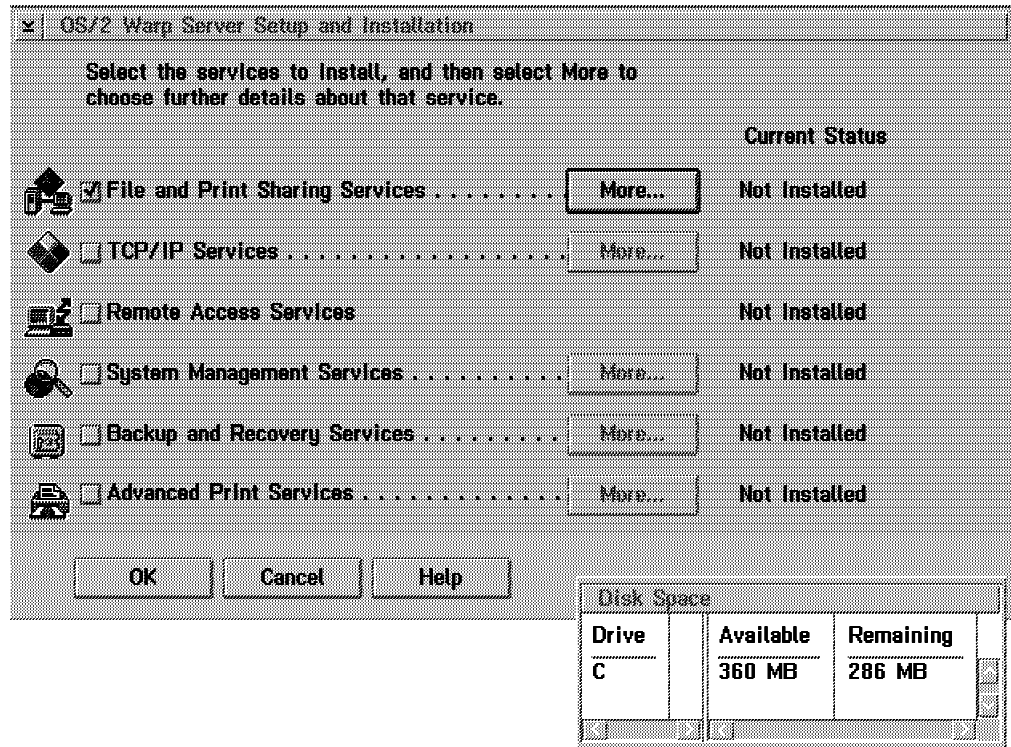 OS/2 Warp Server Setup and Installation
Select the services to install, and then select More to
choose further details about that service.
Current Status
File and Print Sharing Services . . . . . . . . . More... Not Installed
TCP/IP Services . . . . . . . . . . . . . . . . . . . More... Not Installed
Remote Access Services Not Installed
System Management Services . . . . . . . . . . More... Not Installed
Backup and Recovery Services . . . . . . . . . More... Not Installed
Advanced Print Services . . . . . . . . . . . . . More... Not Installed
OK Cancel Help
Disk Space
Drive Available Remaining
C 360 MB 286 MB